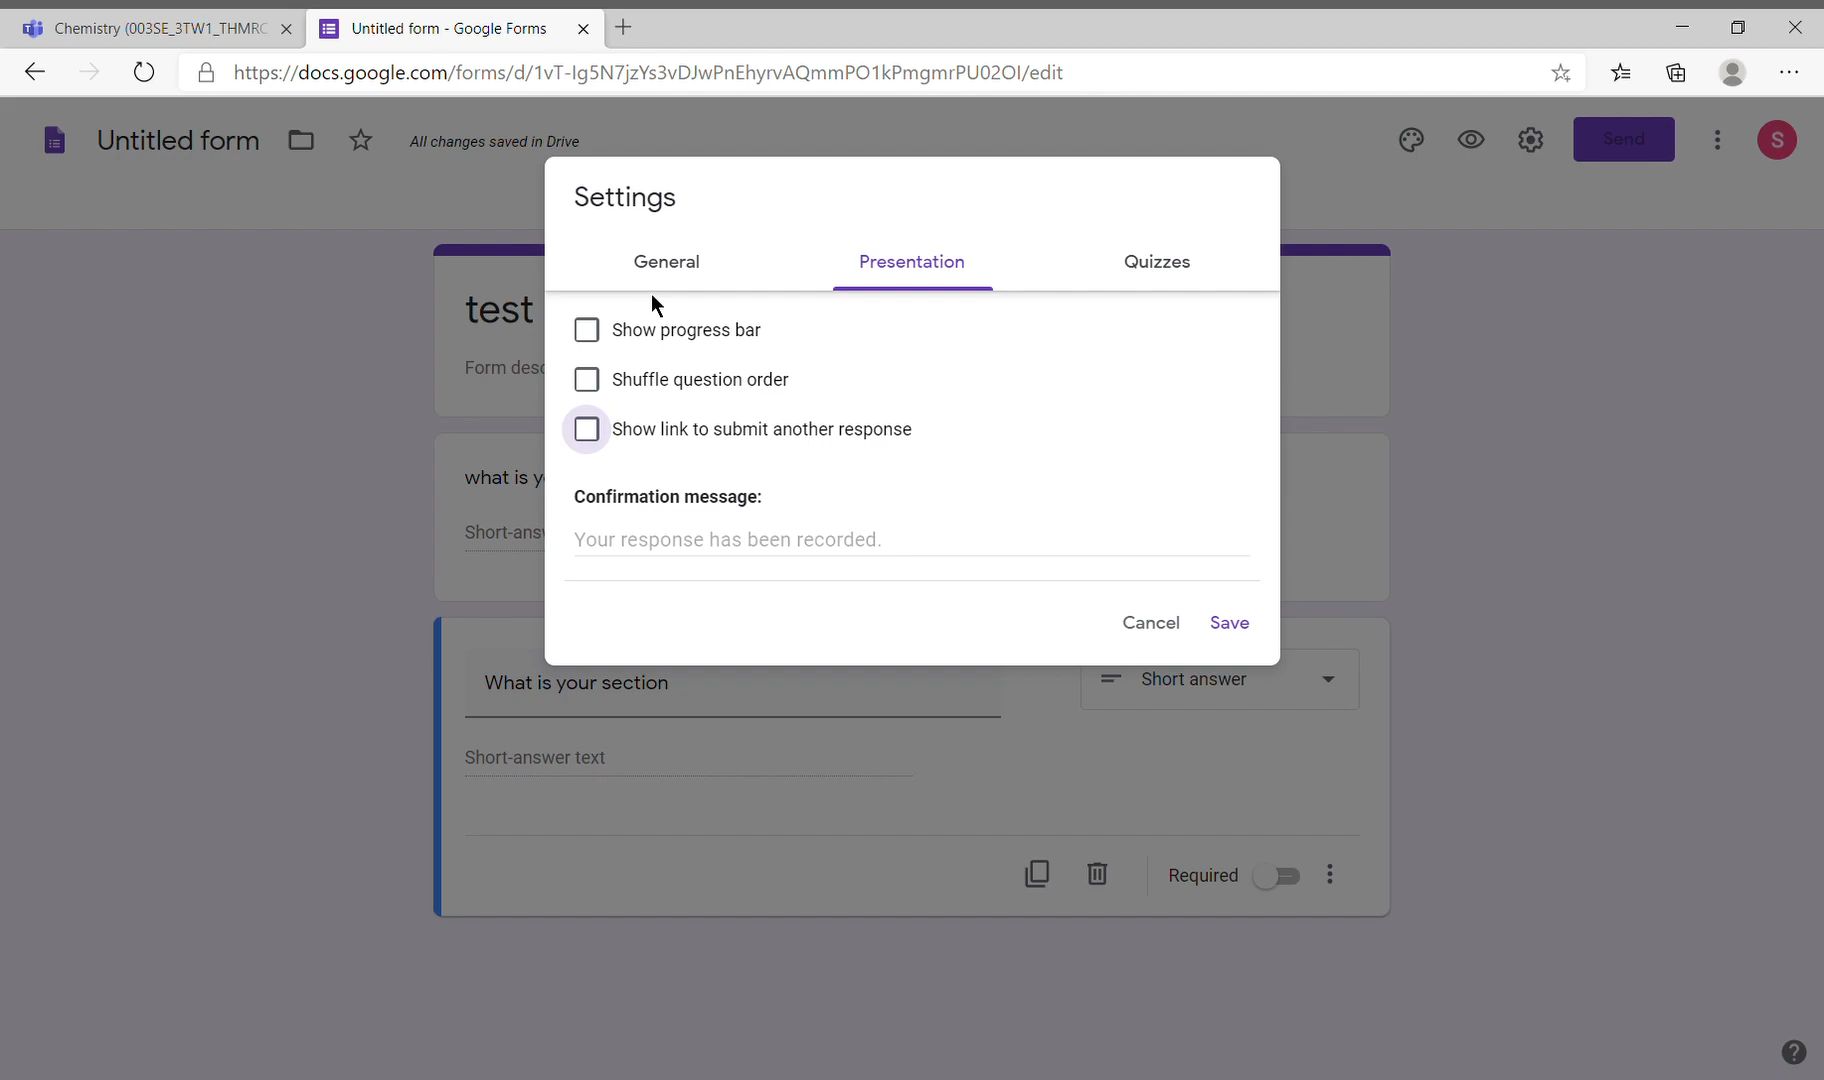 Chemistry (003SE_3TW1_THMRC
Untitled form - Google Forms
https://docs.google.com/forms/d/1vT-Ig5N7jzYs3vDJwPnEhyrvAQmmPO1kPmgmrPU02OI/edit
Untitled form
All changes saved in Drive
Send
S
Settings
General
Presentation
Quizzes
test
Show progress bar
Form desc
Shuffle question order
Show link to submit another response
what is y
Confirmation message:
Short-ans
Your response has been recorded.
Cancel
Save
What is your section
Short answer
Short-answer text
Required